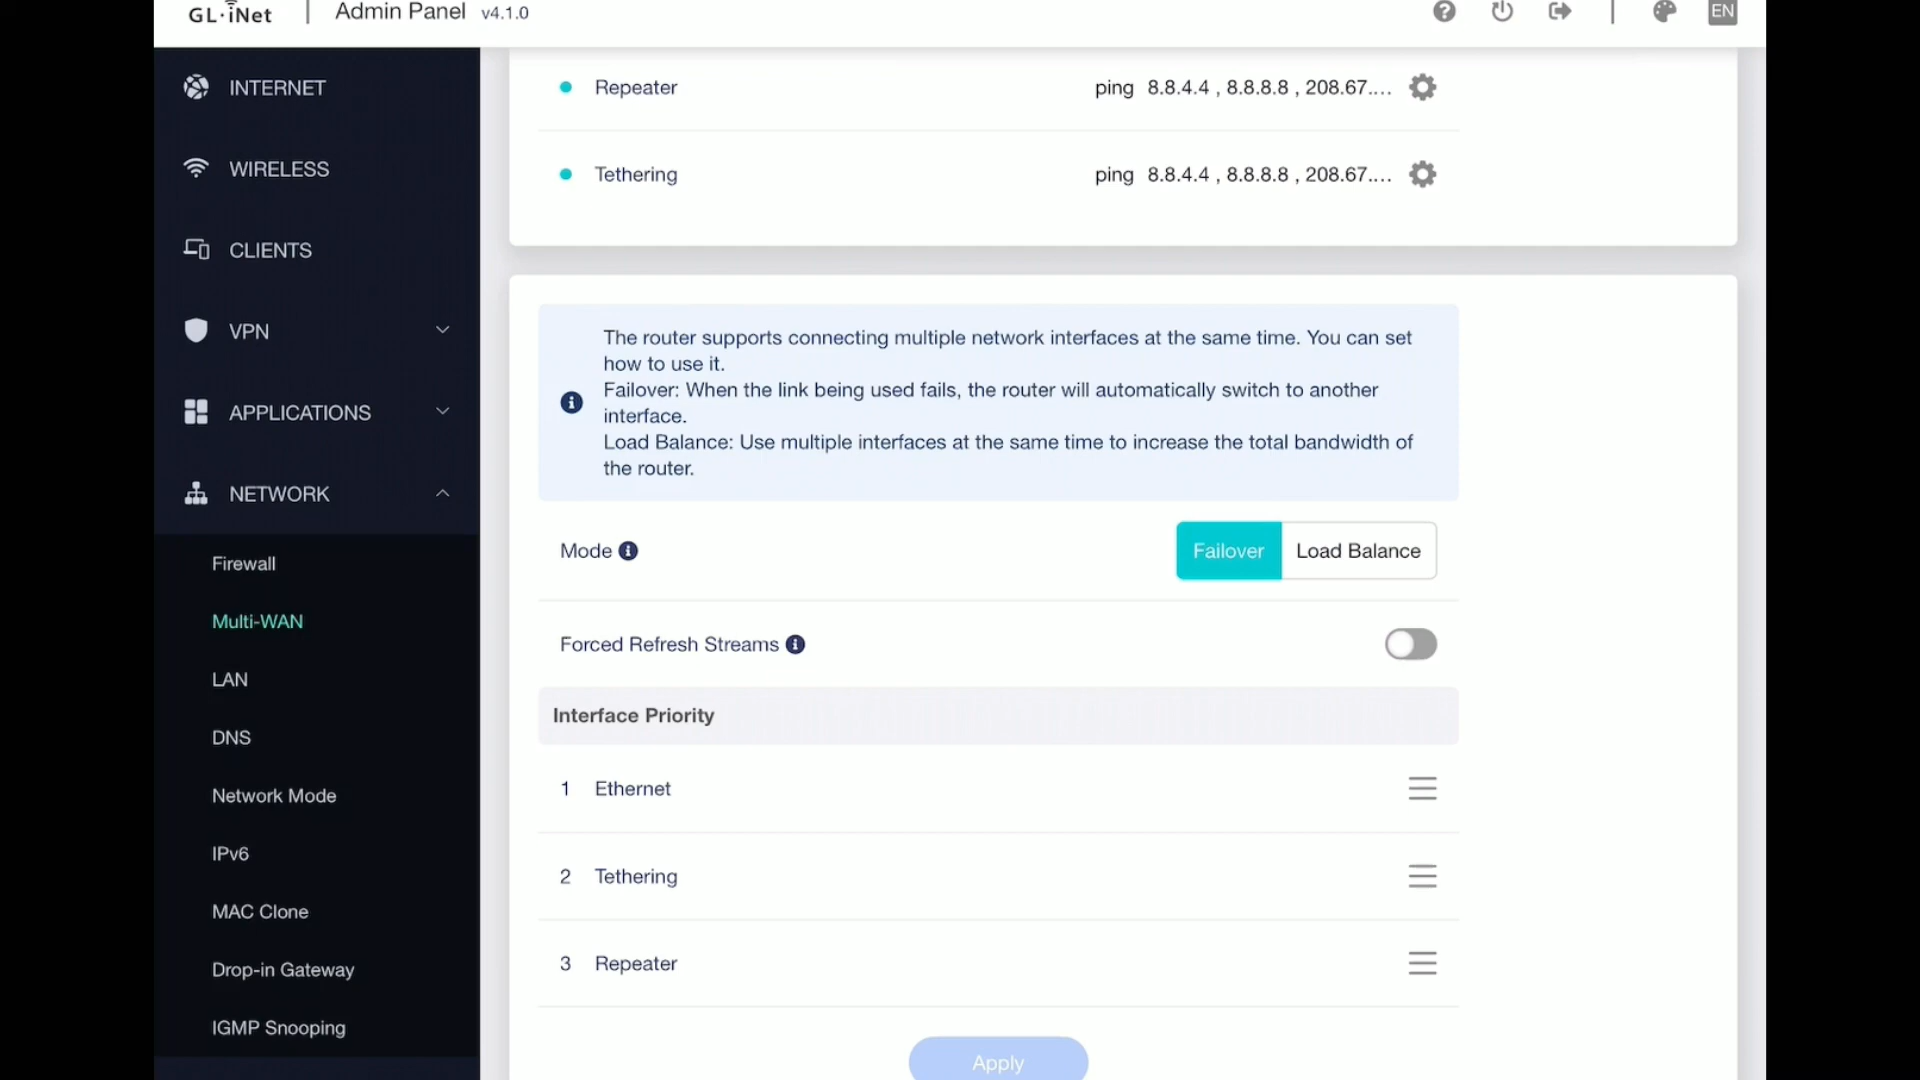 GL·iNet | Admin Panel v4.1.0
EN
INTERNET
WIRELESS
CLIENTS
VPN
APPLICATIONS
NETWORK
Firewall
Multi-WAN
LAN
DNS
Network Mode
IPv6
MAC Clone
Drop-in Gateway
IGMP Snooping
Repeater ping 8.8.4.4 , 8.8.8.8 , 208.67....
Tethering ping 8.8.4.4 , 8.8.8.8 , 208.67....
The router supports connecting multiple network interfaces at the same time. You can set
how to use it.
Failover: When the link being used fails, the router will automatically switch to another
interface.
Load Balance: Use multiple interfaces at the same time to increase the total bandwidth of
the router.
Mode Failover Load Balance
Forced Refresh Streams
Interface Priority
1 Ethernet
2 Tethering
3 Repeater
Apply